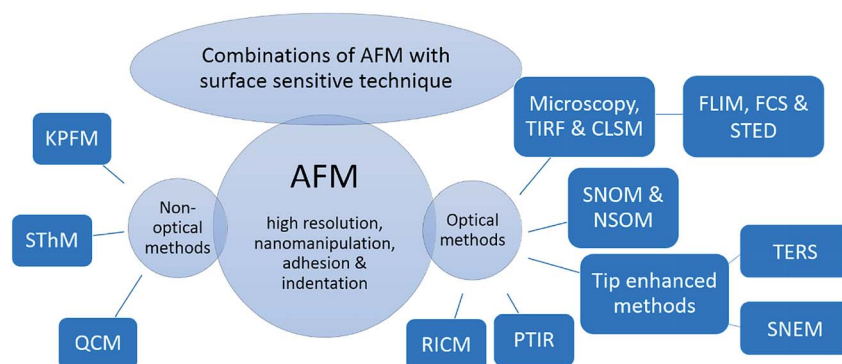 Combinations of AFM with
surface sensitive technique
KPFM
SThM
QCM
Non-
optical
methods
AFM
high resolution,
nanomanipulation,
adhesion &
indentation
Optical
methods
Microscopy,
TIRF & CLSM
FLIM, FCS &
STED
SNOM &
NSOM
Tip enhanced
methods
TERS
SNEM
RICM
PTIR